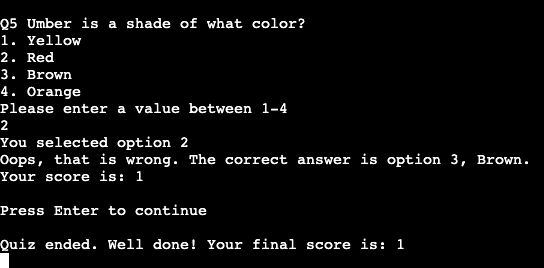 Q5 Umber is a shade of what color?
1. Yellow
2. Red
3. Brown
4. Orange
Please enter a value between 1-4
2
You selected option 2
Oops, that is wrong. The correct answer is option 3, Brown.
Your score is: 1
Press Enter to continue
Quiz ended. Well done! Your final score is: 1